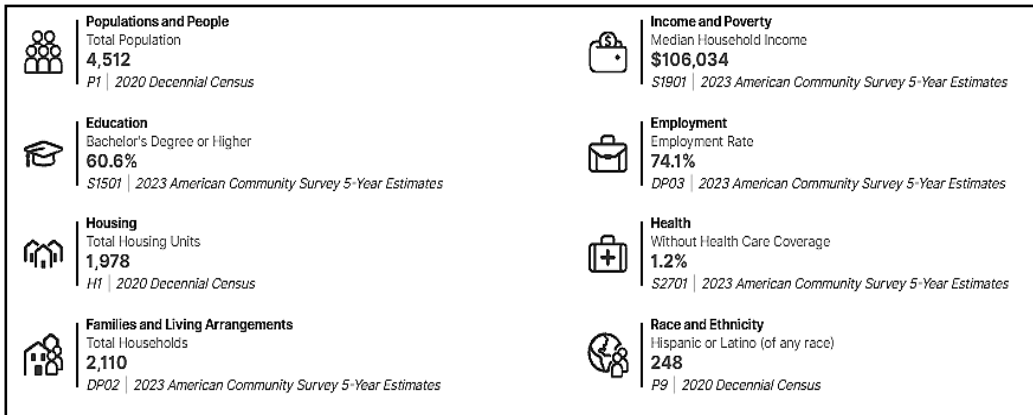 Populations and People
Total Population
4,512
P1 | 2020 Decennial Census
Income and Poverty
Median Household Income
$106,034
S1901 | 2023 American Community Survey 5-Year Estimates
Education
Bachelor's Degree or Higher
60.6%
S1501 | 2023 American Community Survey 5-Year Estimates
Employment
Employment Rate
74.1%
DP03 | 2023 American Community Survey 5-Year Estimates
Housing
Total Housing Units
1,978
H1 | 2020 Decennial Census
Health
Without Health Care Coverage
1.2%
S2701 | 2023 American Community Survey 5-Year Estimates
Families and Living Arrangements
Total Households
2,110
DP02 | 2023 American Community Survey 5-Year Estimates
Race and Ethnicity
Hispanic or Latino (of any race)
248
P9 | 2020 Decennial Census